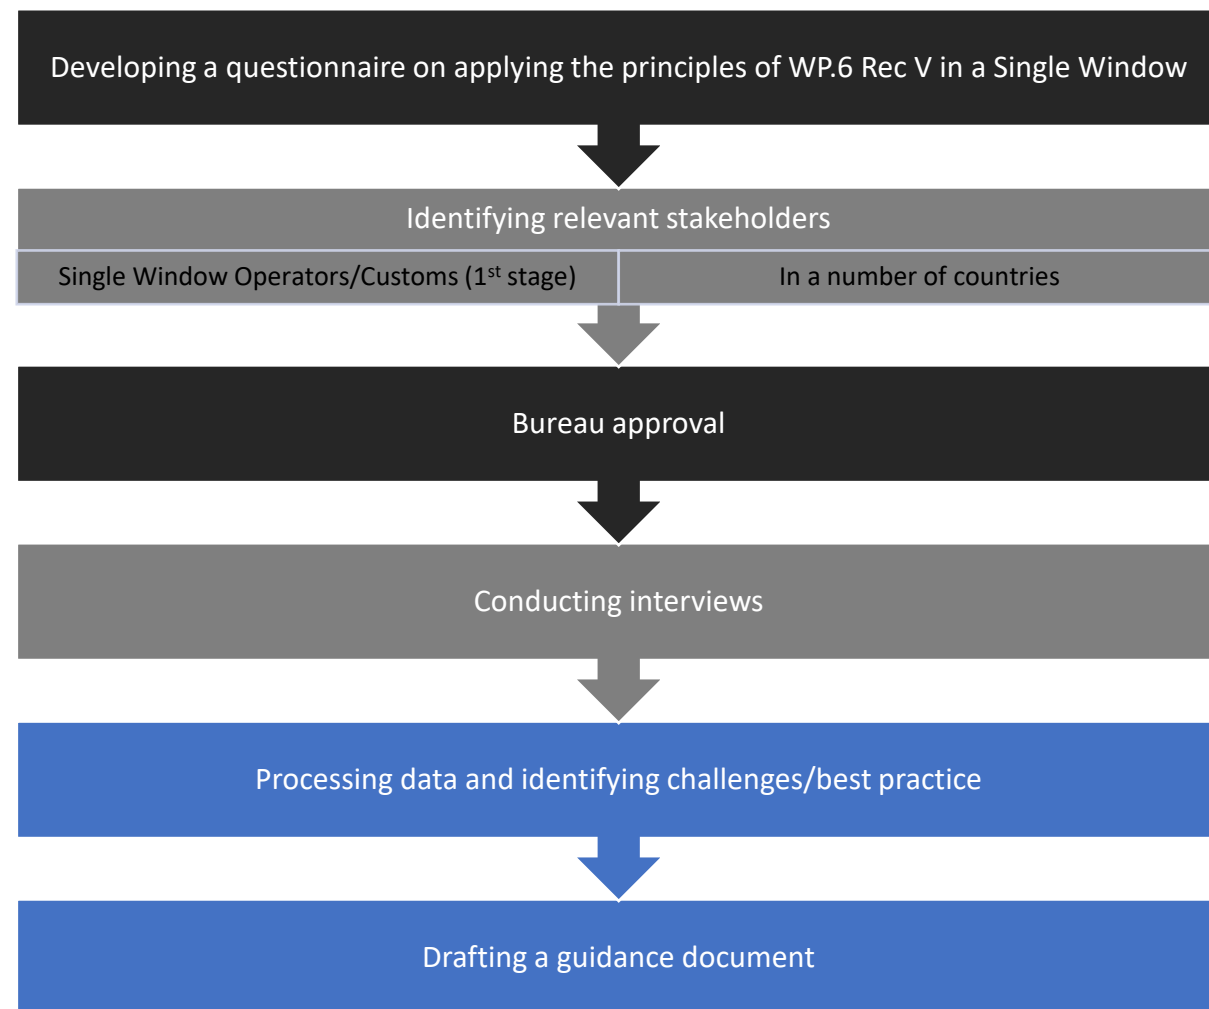 Developing a questionnaire on applying the principles of WP.6 Rec V in a Single Window
Identifying relevant stakeholders
Single Window Operators/Customs (1st stage)
In a number of countries
Bureau approval
Conducting interviews
Processing data and identifying challenges/best practice
Drafting a guidance document